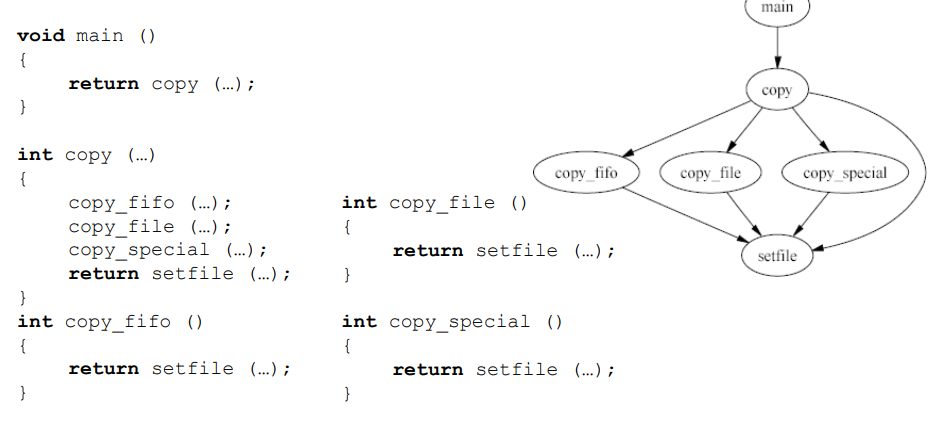 void main ()
{
return copy (…);
}
int copy (…)
{
copy_fifo (…);
copy_file (…);
copy_special (…);
return setfile (…);
}
int copy_fifo ()
{
return setfile (…);
}
int copy_file ()
{
return setfile (…);
}
int copy_special ()
{
return setfile (…);
}
main
copy
copy_fifo
copy_file
copy_special
setfile